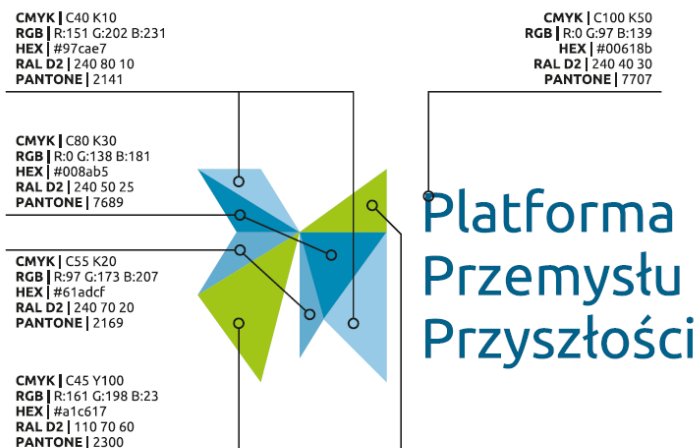 CMYK | C40 K10
RGB | R:151 G:202 B:231
HEX | #97cae7
RAL D2 | 240 80 10
PANTONE | 2141
CMYK | C100 K50
RGB | R:0 G:97 B:139
HEX | #00618b
RAL D2 | 240 40 30
PANTONE | 7707
CMYK | C80 K30
RGB | R:0 G:138 B:181
HEX | #008ab5
RAL D2 | 240 50 25
PANTONE | 7689
CMYK | C55 K20
RGB | R:97 G:173 B:207
HEX | #61adcf
RAL D2 | 240 70 20
PANTONE | 2169
CMYK | C45 Y100
RGB | R:161 G:198 B:23
HEX | #a1c617
RAL D2 | 110 70 60
PANTONE | 2300
Platforma
Przemysłu
Przyszłości